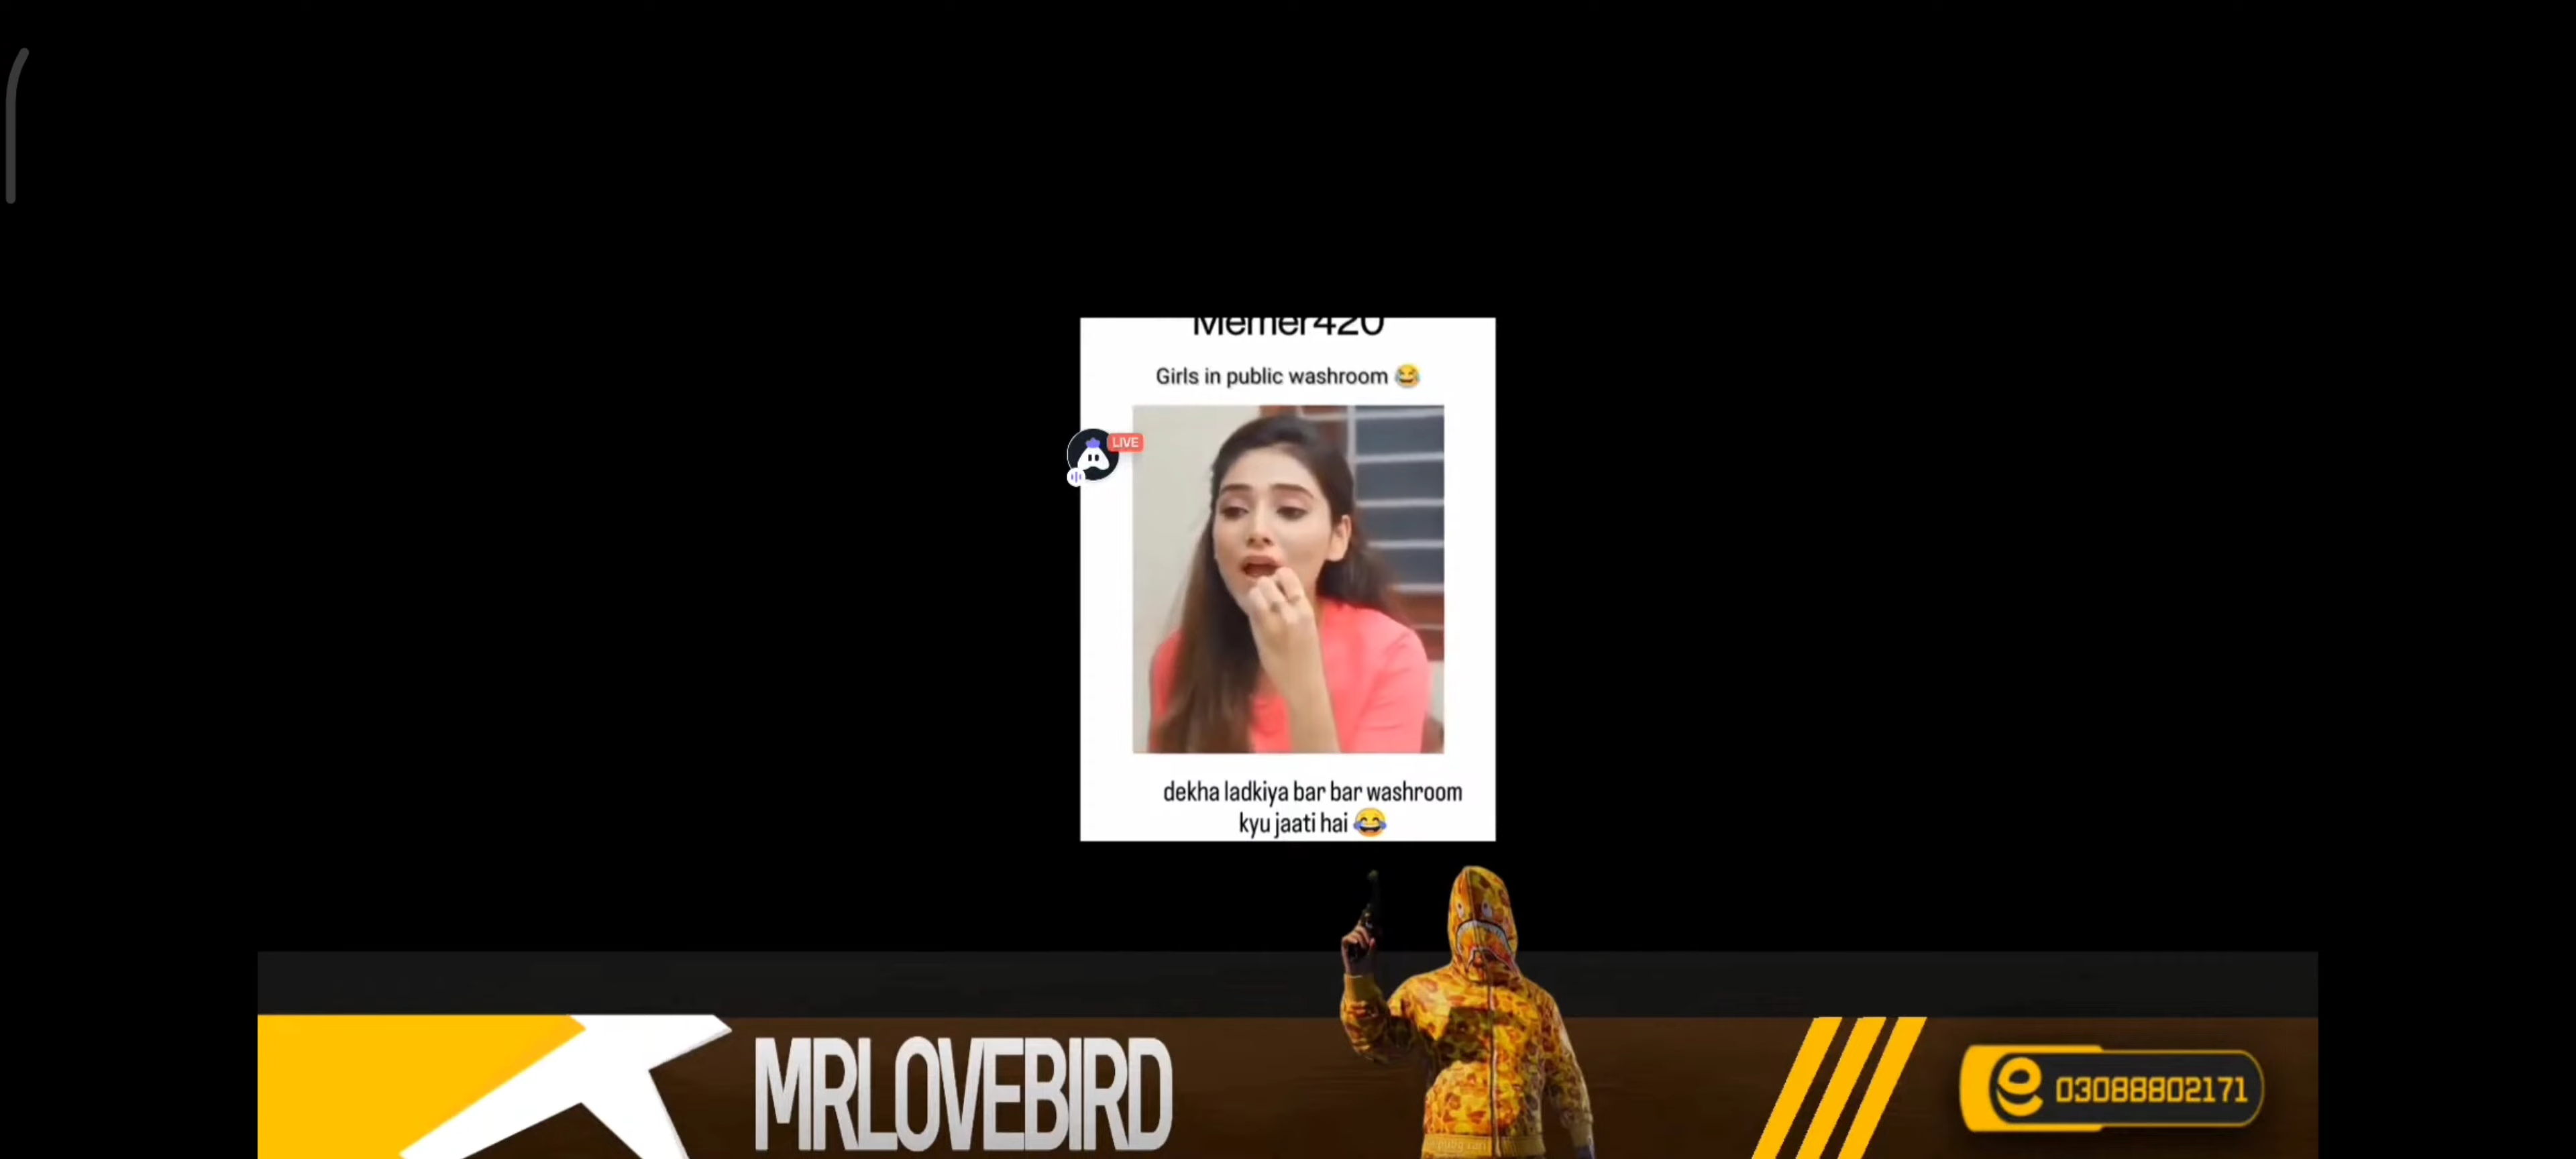 Memer420
Girls in public washroom 😂
LIVE
dekha ladkiya bar bar washroom
kyu jaati hai 😂
MRLOVEBIRD
e 03088802171